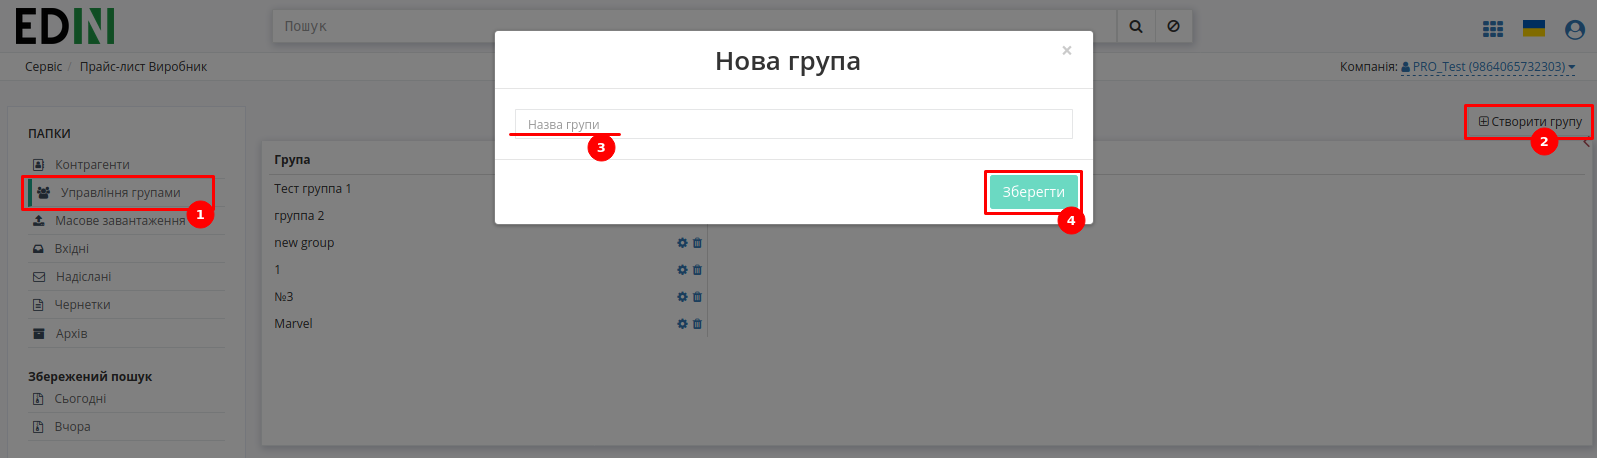 EDIN
Пошук
Сервіс / Прайс-лист Виробник
Компанія: PRO_Test (9864065732303)
Нова група
×
Назва групи
3
Зберегти
4
Створити групу
2
ПАПКИ
Контрагенти
Управління групами
1
Масове завантаження
Вхідні
Надіслані
Чернетки
Архів
Збережений пошук
Сьогодні
Вчора
Група
Тест группа 1
группа 2
new group
1
№3
Marvel